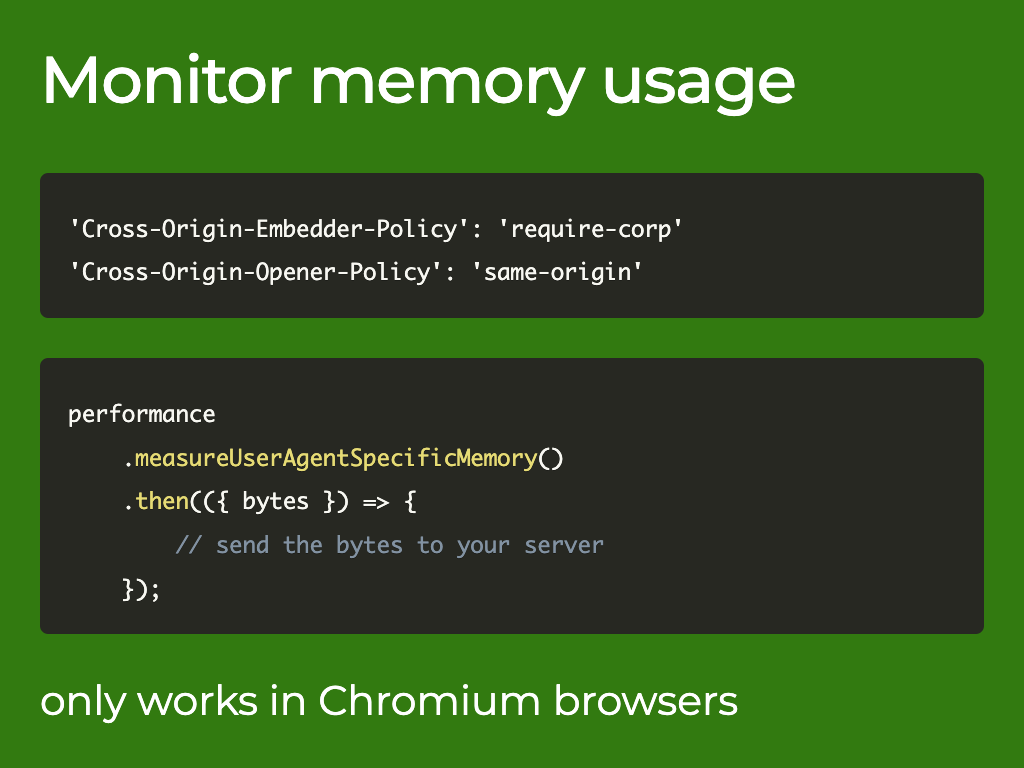 Monitor memory usage
'Cross-Origin-Embedder-Policy': 'require-corp'
'Cross-Origin-Opener-Policy': 'same-origin'
performance
    .measureUserAgentSpecificMemory()
    .then(({ bytes }) => {
        // send the bytes to your server
    });
only works in Chromium browsers